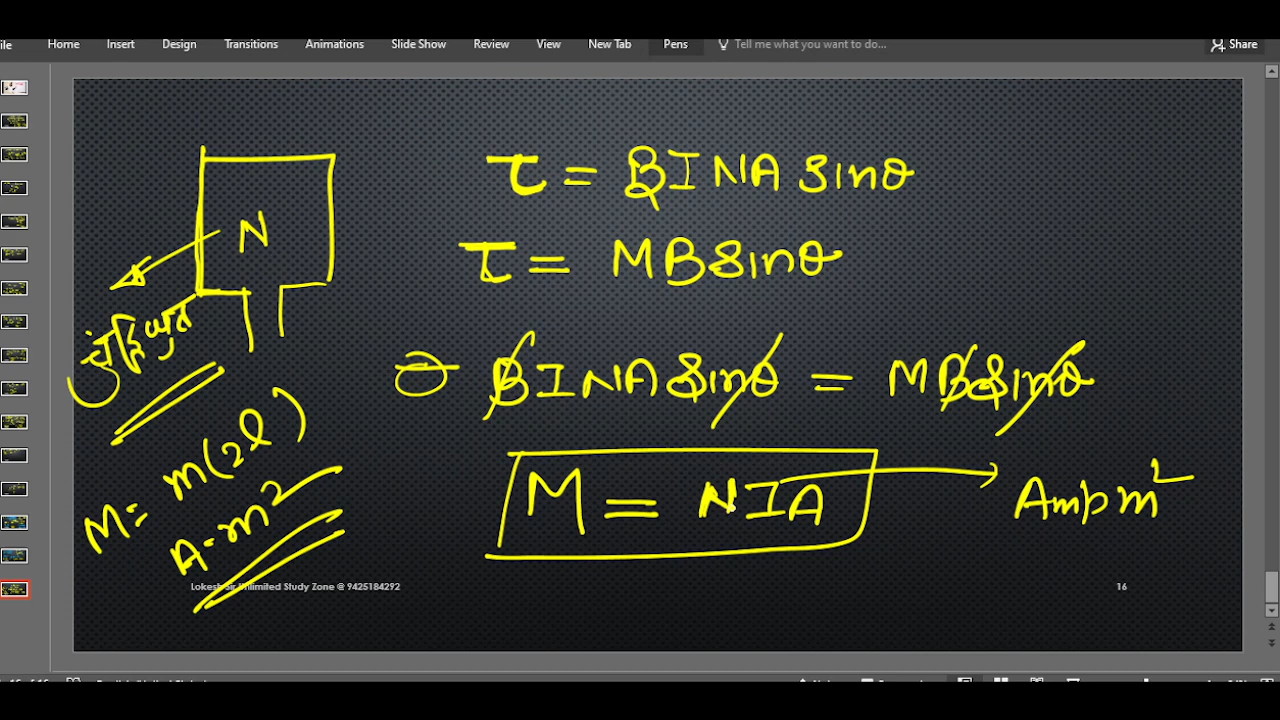 File Home Insert Design Transitions Animations Slide Show Review View New Tab Pens Tell me what you want to do... Share
τ = BINA sinθ
N
τ = MB sinθ
BINA sinθ = MB sinθ
M = m(2l)
M = NIA → Amp m²
A-m²
Lokesh Sir Unlimited Study Zone @ 9425184292
16